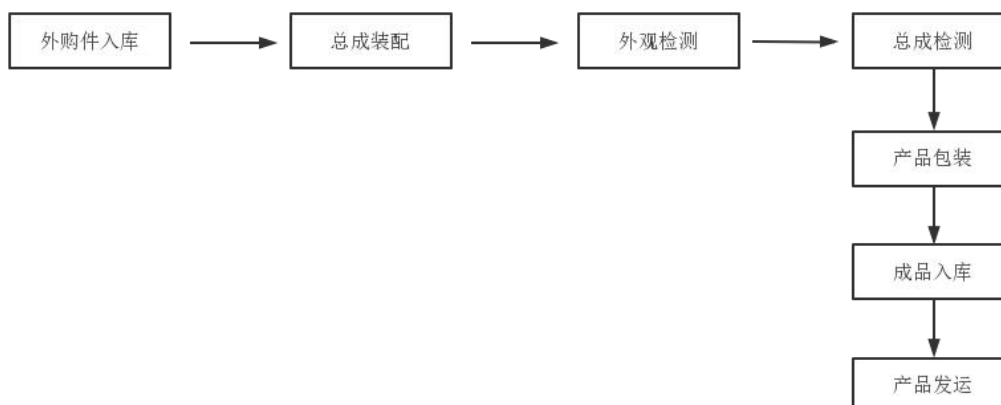 外购件入库
总成装配
外观检测
总成检测
产品包装
成品入库
产品发运